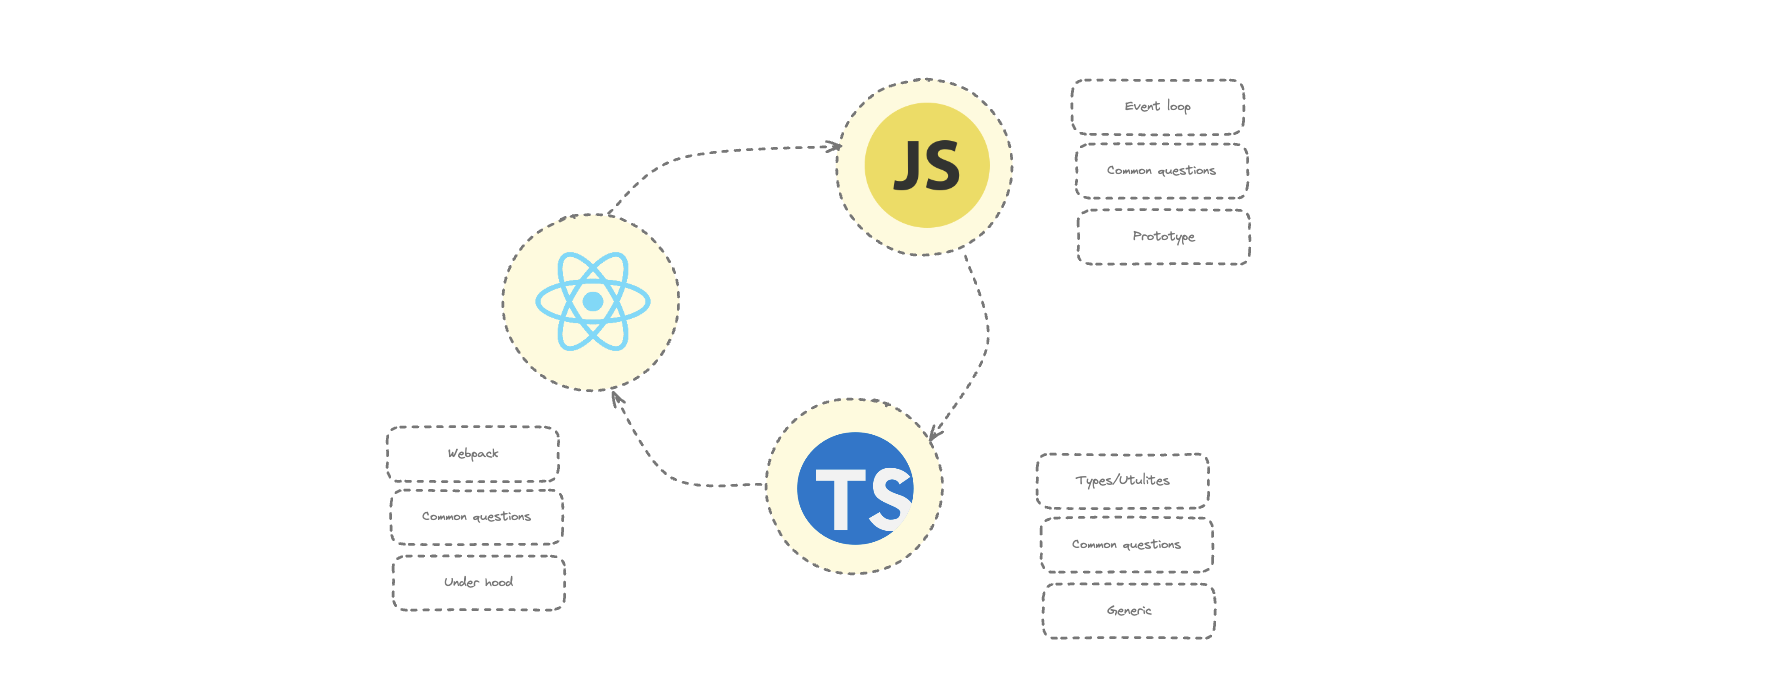 JS
Event loop
Common questions
Prototype
TS
Types/Utulites
Common questions
Generic
Webpack
Common questions
Under hood